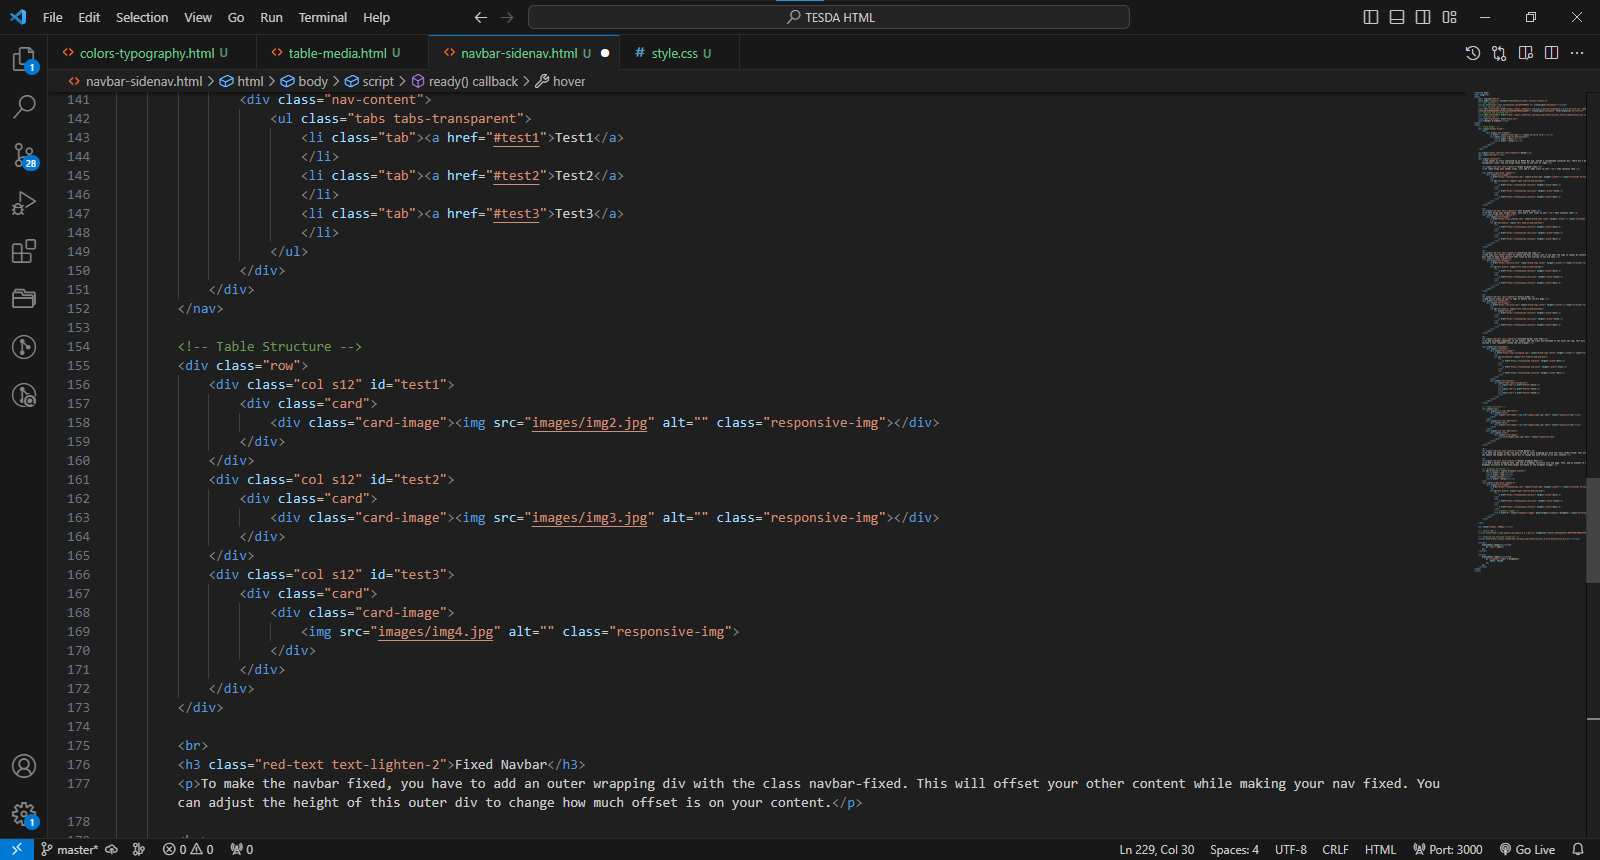 File Edit Selection View Go Run Terminal Help
TESDA HTML
colors-typography.html U
table-media.html U
navbar-sidenav.html U
# style.css U
navbar-sidenav.html > html > body > script > ready() callback > hover
141 <div class="nav-content">
142 <ul class="tabs tabs-transparent">
143 <li class="tab"><a href="#test1">Test1</a>
144 </li>
145 <li class="tab"><a href="#test2">Test2</a>
146 </li>
147 <li class="tab"><a href="#test3">Test3</a>
148 </li>
149 </ul>
150 </div>
151 </div>
152 </nav>
153
154 <!-- Table Structure -->
155 <div class="row">
156 <div class="col s12" id="test1">
157 <div class="card">
158 <div class="card-image"><img src="images/img2.jpg" alt="" class="responsive-img"></div>
159 </div>
160 </div>
161 <div class="col s12" id="test2">
162 <div class="card">
163 <div class="card-image"><img src="images/img3.jpg" alt="" class="responsive-img"></div>
164 </div>
165 </div>
166 <div class="col s12" id="test3">
167 <div class="card">
168 <div class="card-image">
169 <img src="images/img4.jpg" alt="" class="responsive-img">
170 </div>
171 </div>
172 </div>
173 </div>
174
175 <br>
176 <h3 class="red-text text-lighten-2">Fixed Navbar</h3>
177 <p>To make the navbar fixed, you have to add an outer wrapping div with the class navbar-fixed. This will offset your other content while making your nav fixed. You
can adjust the height of this outer div to change how much offset is on your content.</p>
178
1
28
1
master* 0 0 0
Ln 229, Col 30 Spaces: 4 UTF-8 CRLF HTML Port: 3000 Go Live